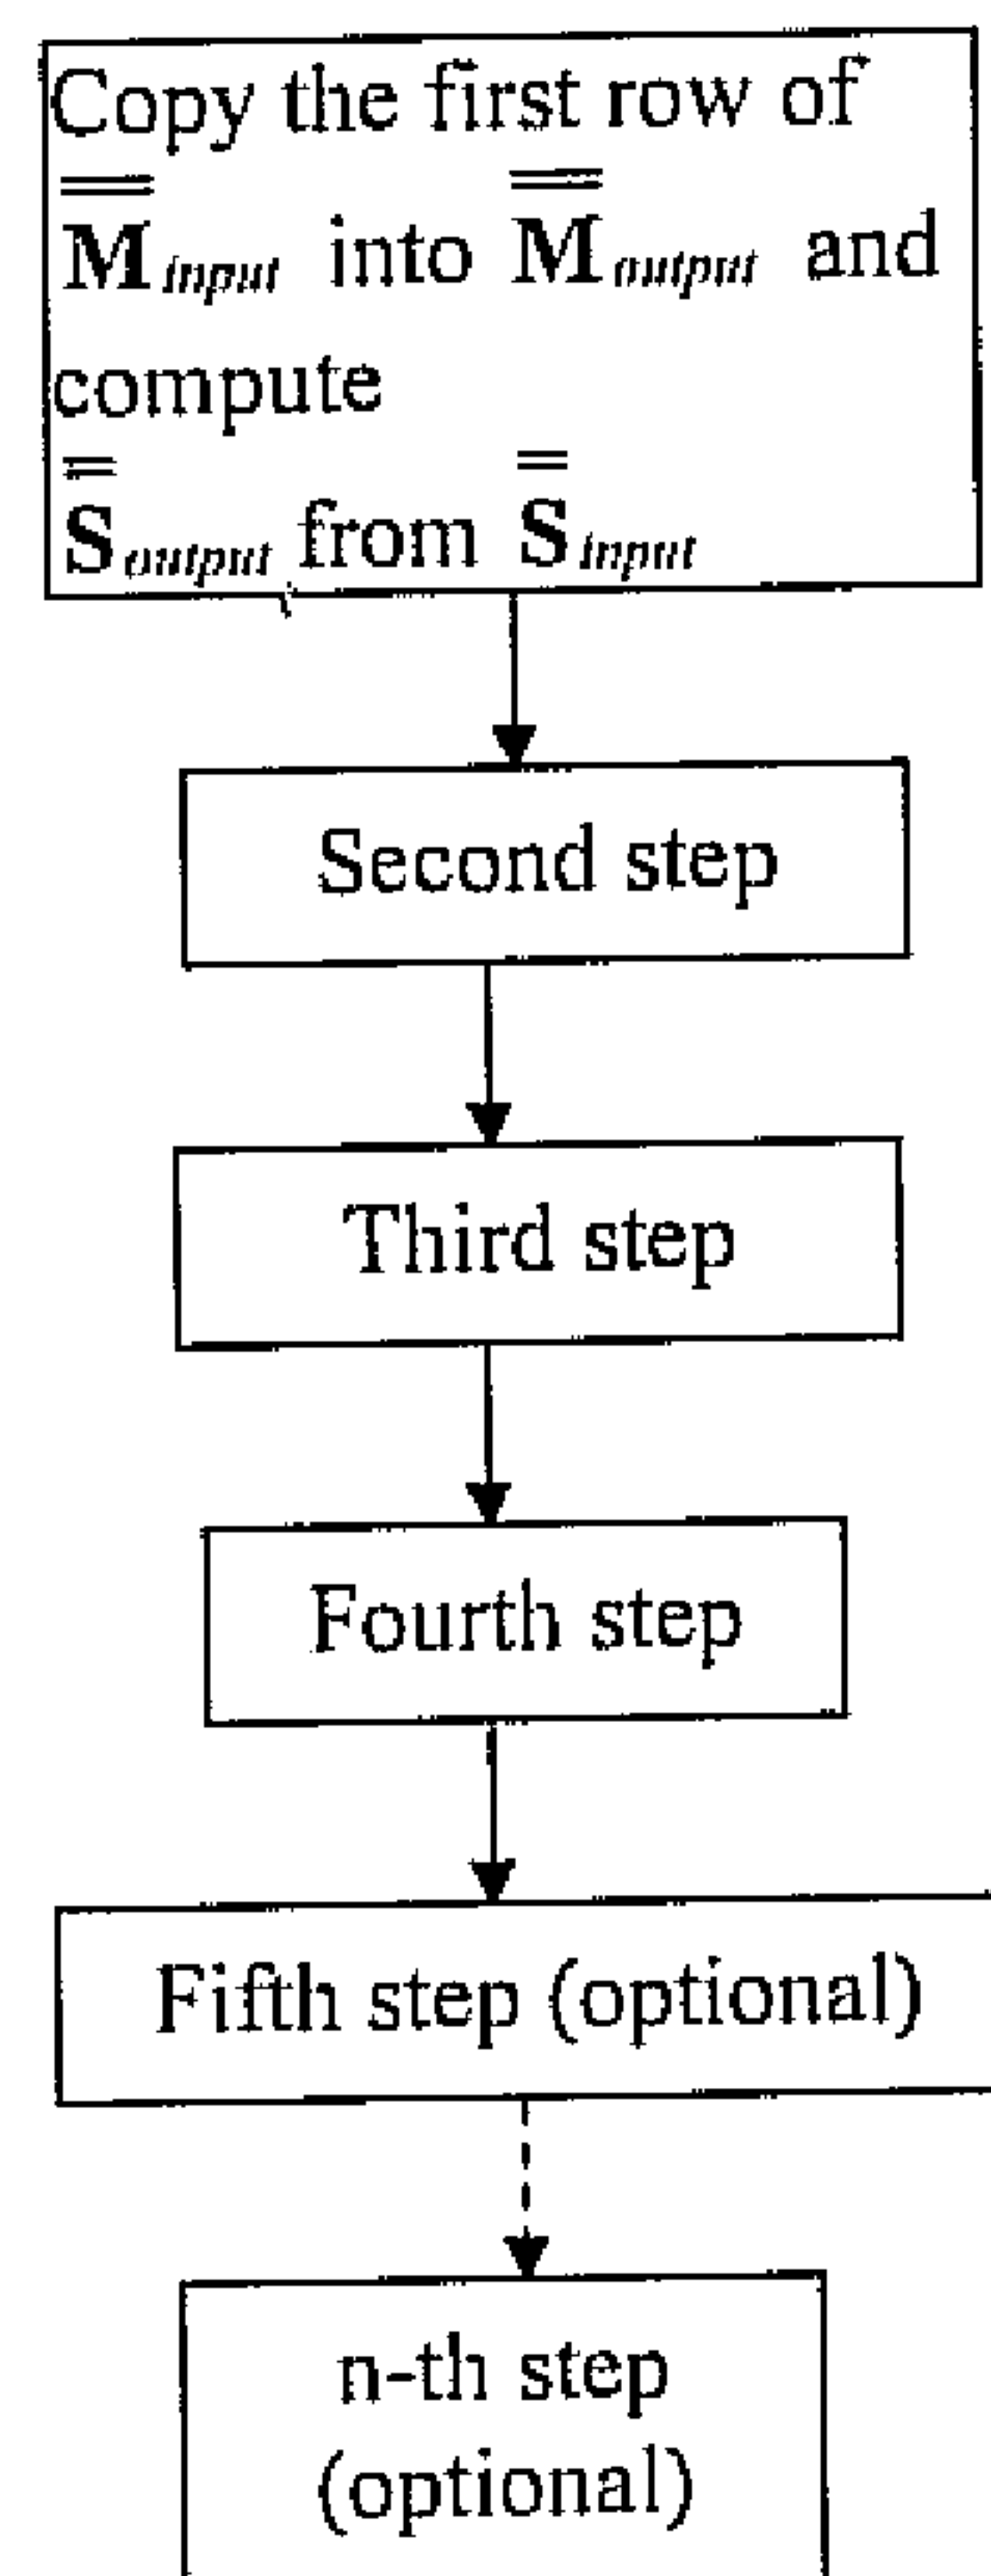 Copy the first row of
M̿ input into M̿ output and
compute
S̿ output from S̿ input
Second step
Third step
Fourth step
Fifth step (optional)
n-th step
(optional)